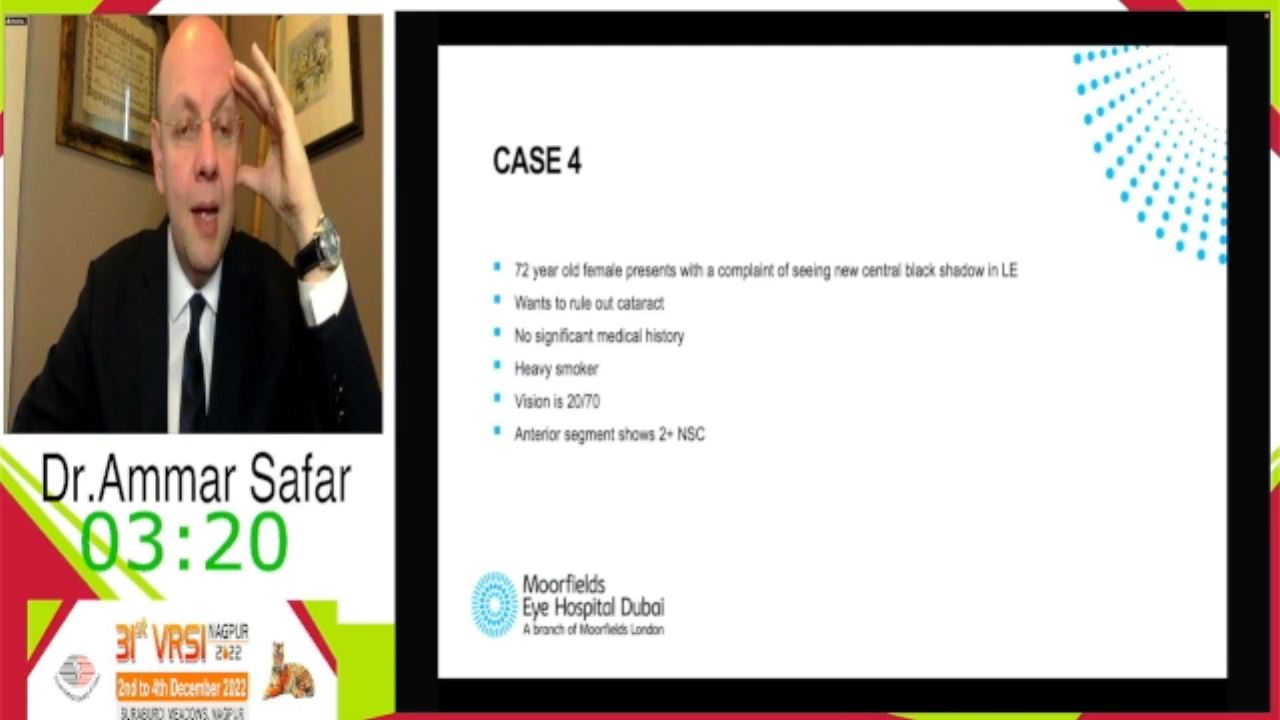 CASE 4
72 year old female presents with a complaint of seeing new central black shadow in LE
Wants to rule out cataract
No significant medical history
Heavy smoker
Vision is 20/70
Anterior segment shows 2+ NSC
Moorfields
Eye Hospital Dubai
A branch of Moorfields London
Dr.Ammar Safar
03:20
31st VRSI NAGPUR
2022
2nd to 4th December 2022
SURABURDI MEADOWS, NAGPUR